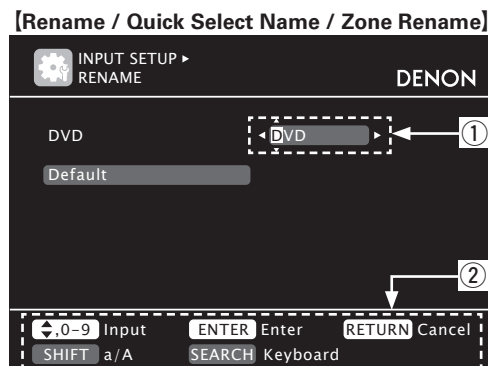 [Rename / Quick Select Name / Zone Rename]
INPUT SETUP ▸
RENAME
DENON
DVD ◂ DVD ▸ ①
Default
②
,0–9 Input ENTER Enter RETURN Cancel
SHIFT a/A SEARCH Keyboard